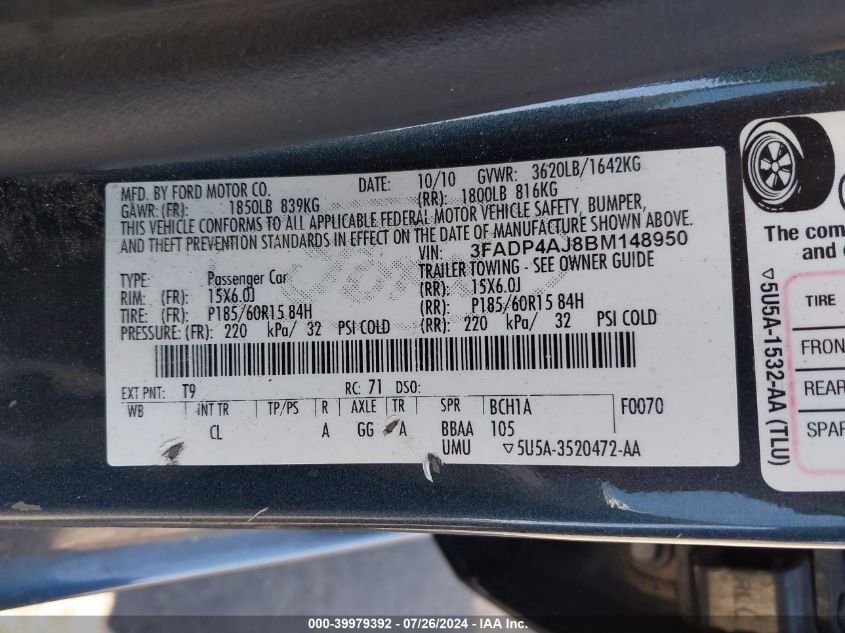 MFD. BY FORD MOTOR CO. DATE: 10/10 GVWR: 3620LB/1642KG
GAWR: (FR): 1850LB 839KG (RR): 1800LB 816KG
THIS VEHICLE CONFORMS TO ALL APPLICABLE FEDERAL MOTOR VEHICLE SAFETY, BUMPER,
AND THEFT PREVENTION STANDARDS IN EFFECT ON THE DATE OF MANUFACTURE SHOWN ABOVE.
VIN: 3FADP4AJ8BM148950
TYPE: Passenger Car TRAILER TOWING - SEE OWNER GUIDE
RIM: (FR): 15X6.0J (RR): 15X6.0J
TIRE: (FR): P185/60R15 84H (RR): P185/60R15 84H
PRESSURE: (FR): 220 kPa/ 32 PSI COLD (RR): 220 kPa/ 32 PSI COLD
EXT PNT: T9 RC: 71 DSO:
WB INT TR TP/PS R AXLE TR SPR BCH1A F0070
CL A GG A BBAA 105
UMU ▽5U5A-3520472-AA
The com
and o
▽5U5A-1532-AA (TLU)
TIRE
FRON
REAR
SPAR
000-39979392 - 07/26/2024 - 112205